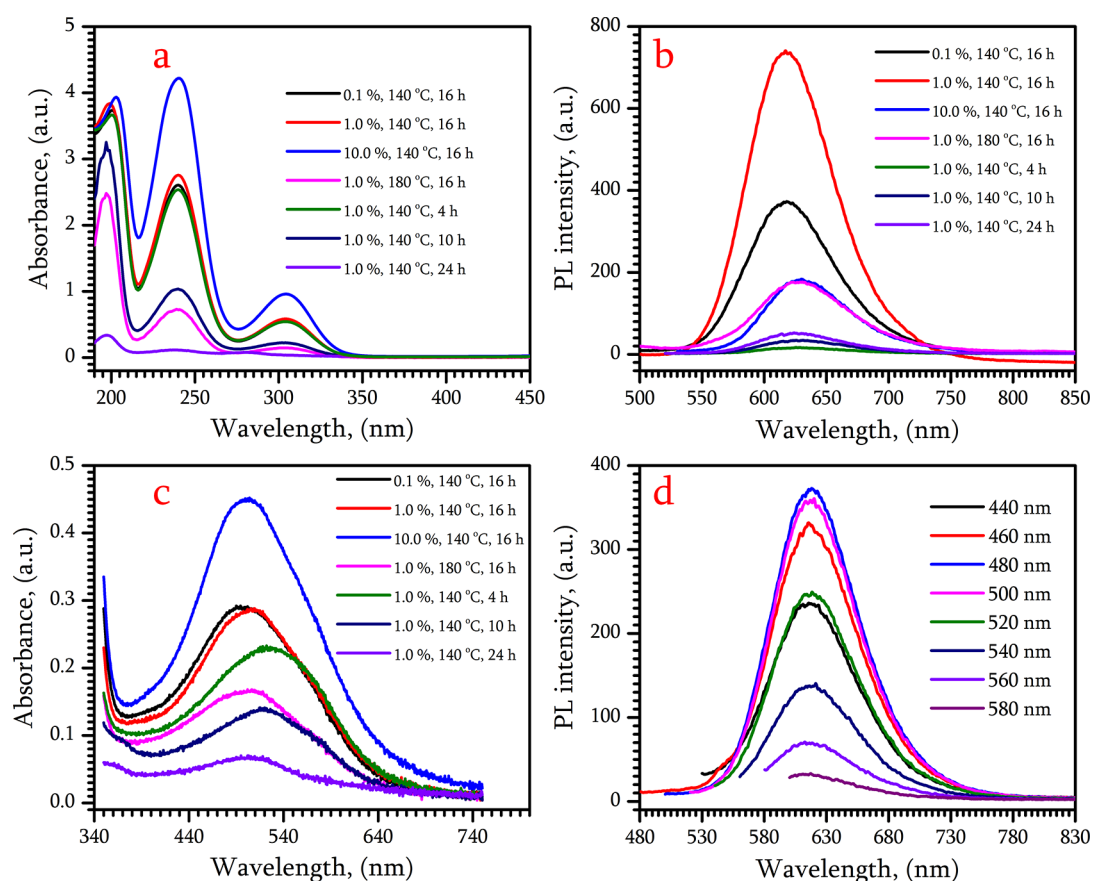 a
Absorbance, (a.u.)
5
4
3
2
1
0
0.1 %, 140 °C, 16 h
1.0 %, 140 °C, 16 h
10.0 %, 140 °C, 16 h
1.0 %, 180 °C, 16 h
1.0 %, 140 °C, 4 h
1.0 %, 140 °C, 10 h
1.0 %, 140 °C, 24 h
200 250 300 350 400 450
Wavelength, (nm)
b
PL intensity, (a.u.)
800
600
400
200
0
0.1 %, 140 °C, 16 h
1.0 %, 140 °C, 16 h
10.0 %, 140 °C, 16 h
1.0 %, 180 °C, 16 h
1.0 %, 140 °C, 4 h
1.0 %, 140 °C, 10 h
1.0 %, 140 °C, 24 h
500 550 600 650 700 750 800 850
Wavelength, (nm)
c
Absorbance, (a.u.)
0.5
0.4
0.3
0.2
0.1
0.0
0.1 %, 140 °C, 16 h
1.0 %, 140 °C, 16 h
10.0 %, 140 °C, 16 h
1.0 %, 180 °C, 16 h
1.0 %, 140 °C, 4 h
1.0 %, 140 °C, 10 h
1.0 %, 140 °C, 24 h
340 440 540 640 740
Wavelength, (nm)
d
PL intensity, (a.u.)
400
300
200
100
0
440 nm
460 nm
480 nm
500 nm
520 nm
540 nm
560 nm
580 nm
480 530 580 630 680 730 780 830
Wavelength, (nm)